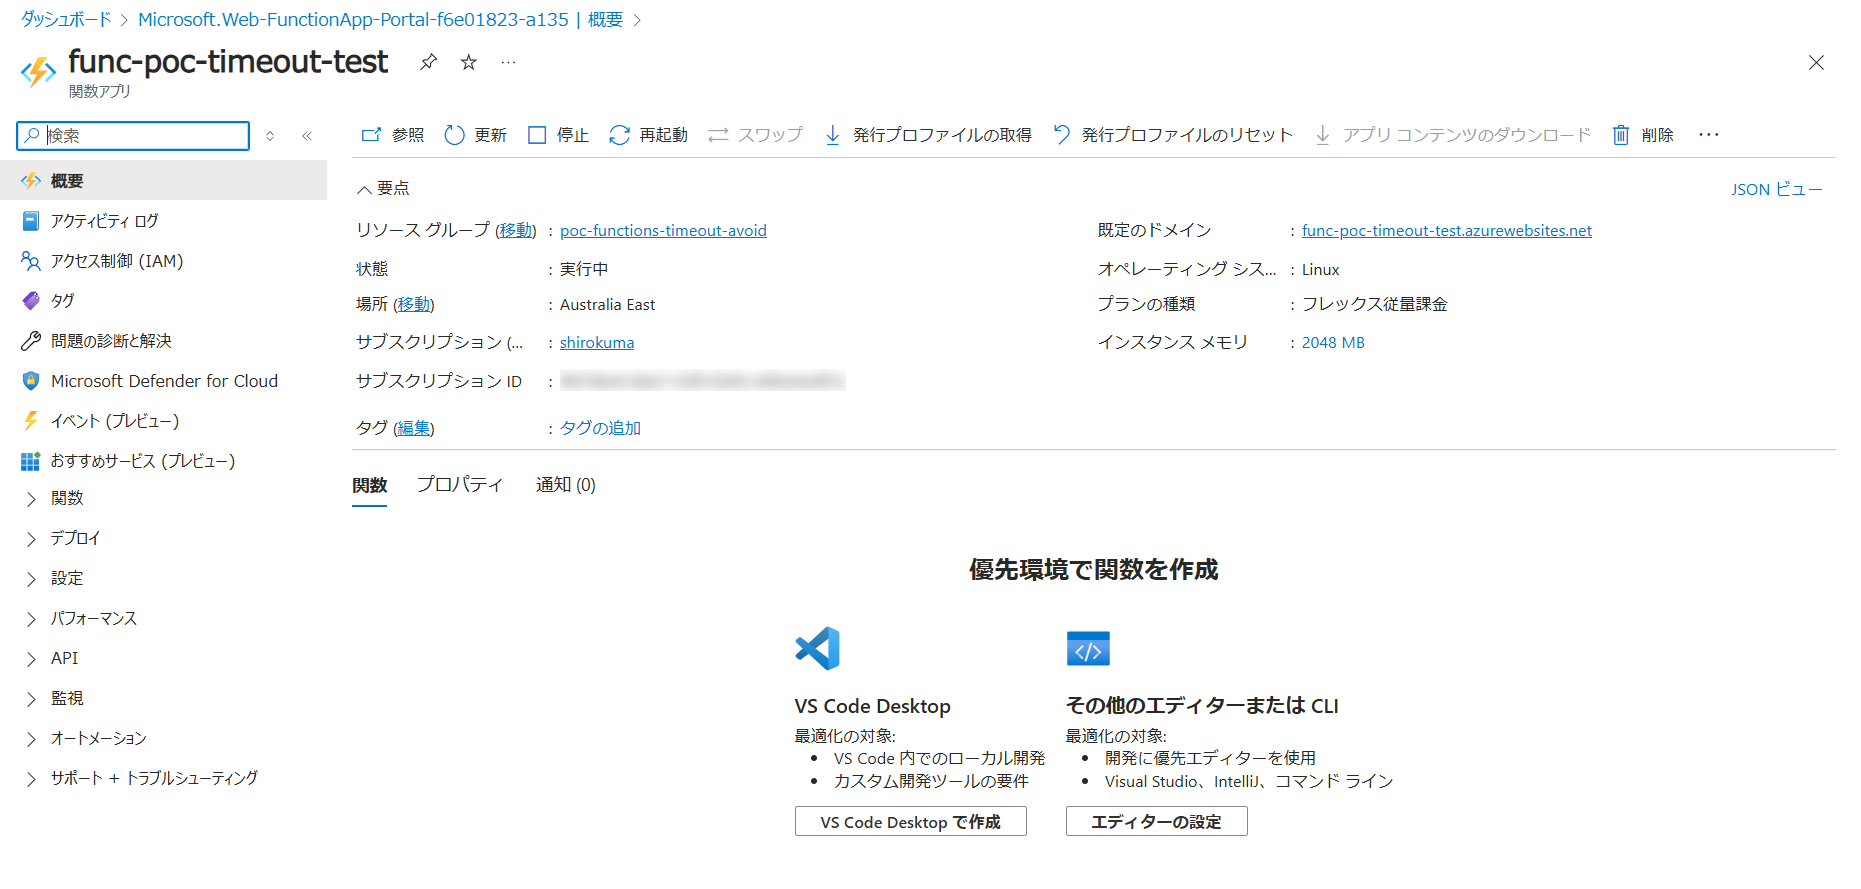 ダッシュボード > Microsoft.Web-FunctionApp-Portal-f6e01823-a135 | 概要 >
func-poc-timeout-test
関数アプリ
検索
概要
アクティビティ ログ
アクセス制御 (IAM)
タグ
問題の診断と解決
Microsoft Defender for Cloud
イベント (プレビュー)
おすすめサービス (プレビュー)
関数
デプロイ
設定
パフォーマンス
API
監視
オートメーション
サポート + トラブルシューティング
参照 更新 停止 再起動 スワップ 発行プロファイルの取得 発行プロファイルのリセット アプリ コンテンツのダウンロード 削除 ...
要点
JSON ビュー
リソース グループ (移動) : poc-functions-timeout-avoid
状態 : 実行中
場所 (移動) : Australia East
サブスクリプション (... : shirokuma
サブスクリプション ID :
タグ (編集) : タグの追加
既定のドメイン : func-poc-timeout-test.azurewebsites.net
オペレーティング シス... : Linux
プランの種類 : フレックス従量課金
インスタンス メモリ : 2048 MB
関数 プロパティ 通知 (0)
優先環境で関数を作成
VS Code Desktop
最適化の対象:
• VS Code 内でのローカル開発
• カスタム開発ツールの要件
VS Code Desktop で作成
その他のエディターまたは CLI
最適化の対象:
• 開発に優先エディターを使用
• Visual Studio、IntelliJ、コマンド ライン
エディターの設定